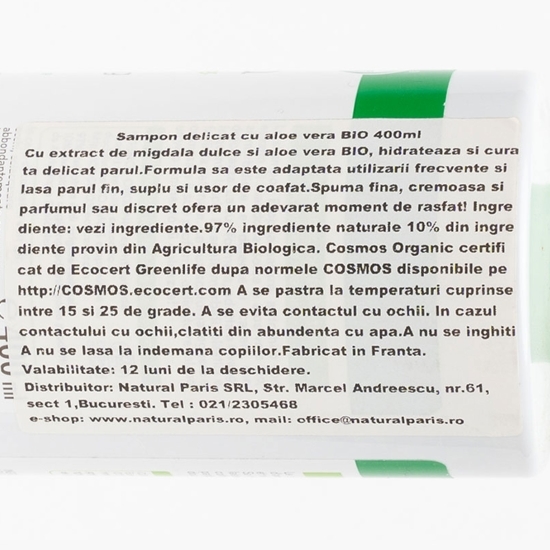 Sampon delicat cu aloe vera BIO 400ml
Cu extract de migdala dulce si aloe vera BIO, hidrateaza si cura
ta delicat parul.Formula sa este adaptata utilizarii frecvente si
lasa parul fin, suplu si usor de coafat.Spuma fina, cremoasa si
parfumul sau discret ofera un adevarat moment de rasfat! Ingre
diente: vezi ingrediente.97% ingrediente naturale 10% din ingre
diente provin din Agricultura Biologica. Cosmos Organic certifi
cat de Ecocert Greenlife dupa normele COSMOS disponibile pe
http://COSMOS.ecocert.com A se pastra la temperaturi cuprinse
intre 15 si 25 de grade. A se evita contactul cu ochii. In cazul
contactului cu ochii,clatiti din abundenta cu apa.A nu se inghiti
A nu se lasa la indemana copiilor.Fabricat in Franta.
Valabilitate: 12 luni de la deschidere.
Distribuitor: Natural Paris SRL, Str. Marcel Andreescu, nr.61,
sect 1,Bucuresti. Tel : 021/2305468
e-shop: www.naturalparis.ro, mail: office@naturalparis.ro